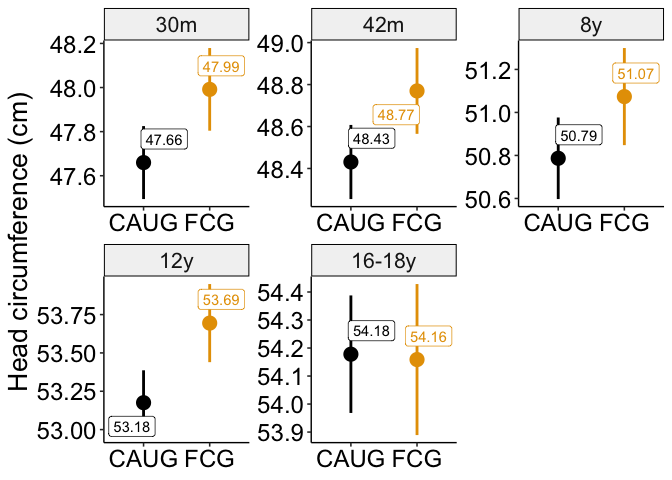 Head circumference (cm)
30m
48.2
48.0
47.8
47.6
47.99
47.66
CAUG FCG
42m
49.0
48.8
48.6
48.4
48.77
48.43
CAUG FCG
8y
51.2
51.0
50.8
50.6
51.07
50.79
CAUG FCG
12y
53.75
53.50
53.25
53.00
53.69
53.18
CAUG FCG
16-18y
54.4
54.3
54.2
54.1
54.0
53.9
54.18
54.16
CAUG FCG